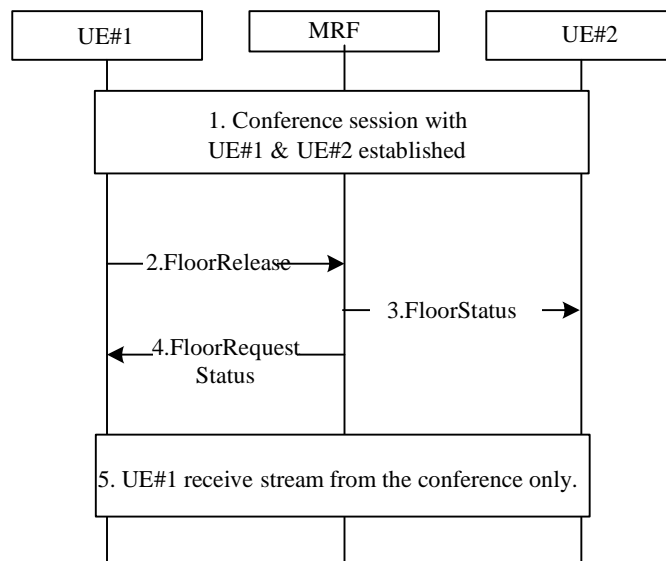 UE#1
MRF
UE#2
1. Conference session with
UE#1 & UE#2 established
2.FloorRelease
3.FloorStatus
4.FloorRequest
Status
5. UE#1 receive stream from the conference only.